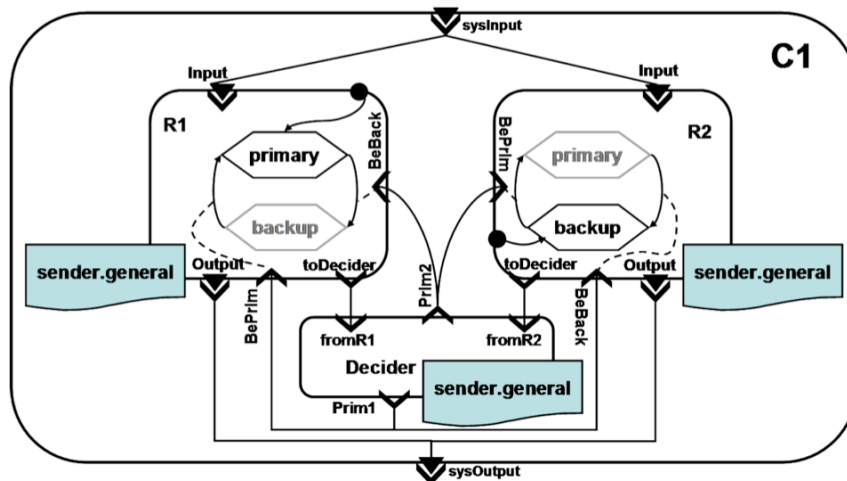 sysInput
C1
Input
Input
R1
R2
BeBack
BePrim
primary
primary
backup
backup
sender.general
Output
toDecider
toDecider
Output
sender.general
BePrim
Prim2
BeBack
fromR1
fromR2
Decider
sender.general
Prim1
sysOutput